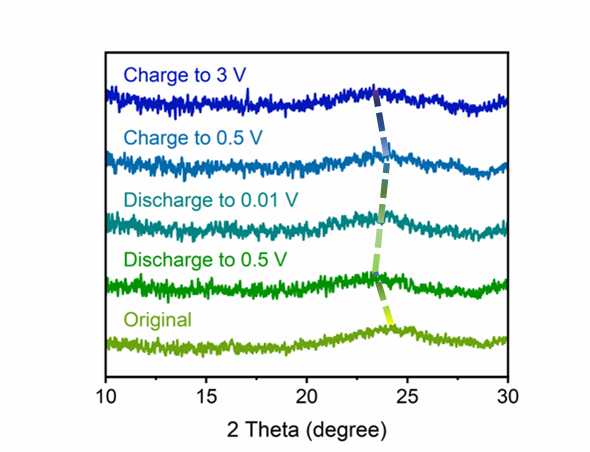 Charge to 3 V
Charge to 0.5 V
Discharge to 0.01 V
Discharge to 0.5 V
Original
10 15 20 25 30
2 Theta (degree)